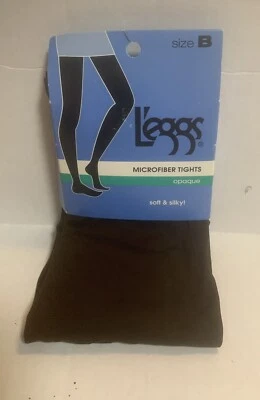 size B
L'eggs®
MICROFIBER TIGHTS
opaque
soft & silky!